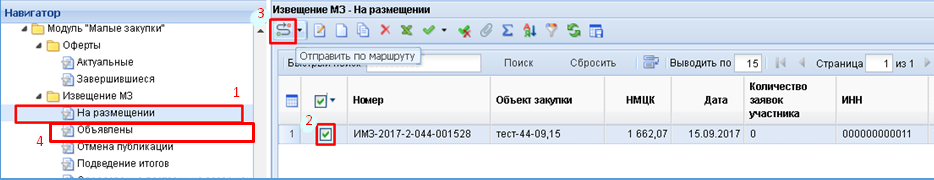 Навигатор
Модуль "Малые закупки"
Оферты
Актуальные
Завершившиеся
Извещение МЗ
1
На размещении
4
Объявлены
Отмена публикации
Подведение итогов
3
Извещение МЗ - На размещении
Отправить по маршруту
Быстрый поиск
Поиск
Сбросить
Выводить по
15
Страница
1
из 1
Номер
Объект закупки
НМЦК
Дата
Количество
заявок
участника
ИНН
2
1
ИМЗ-2017-2-044-001528
тест-44-09,15
1 662,07
15.09.2017
0
000000000011